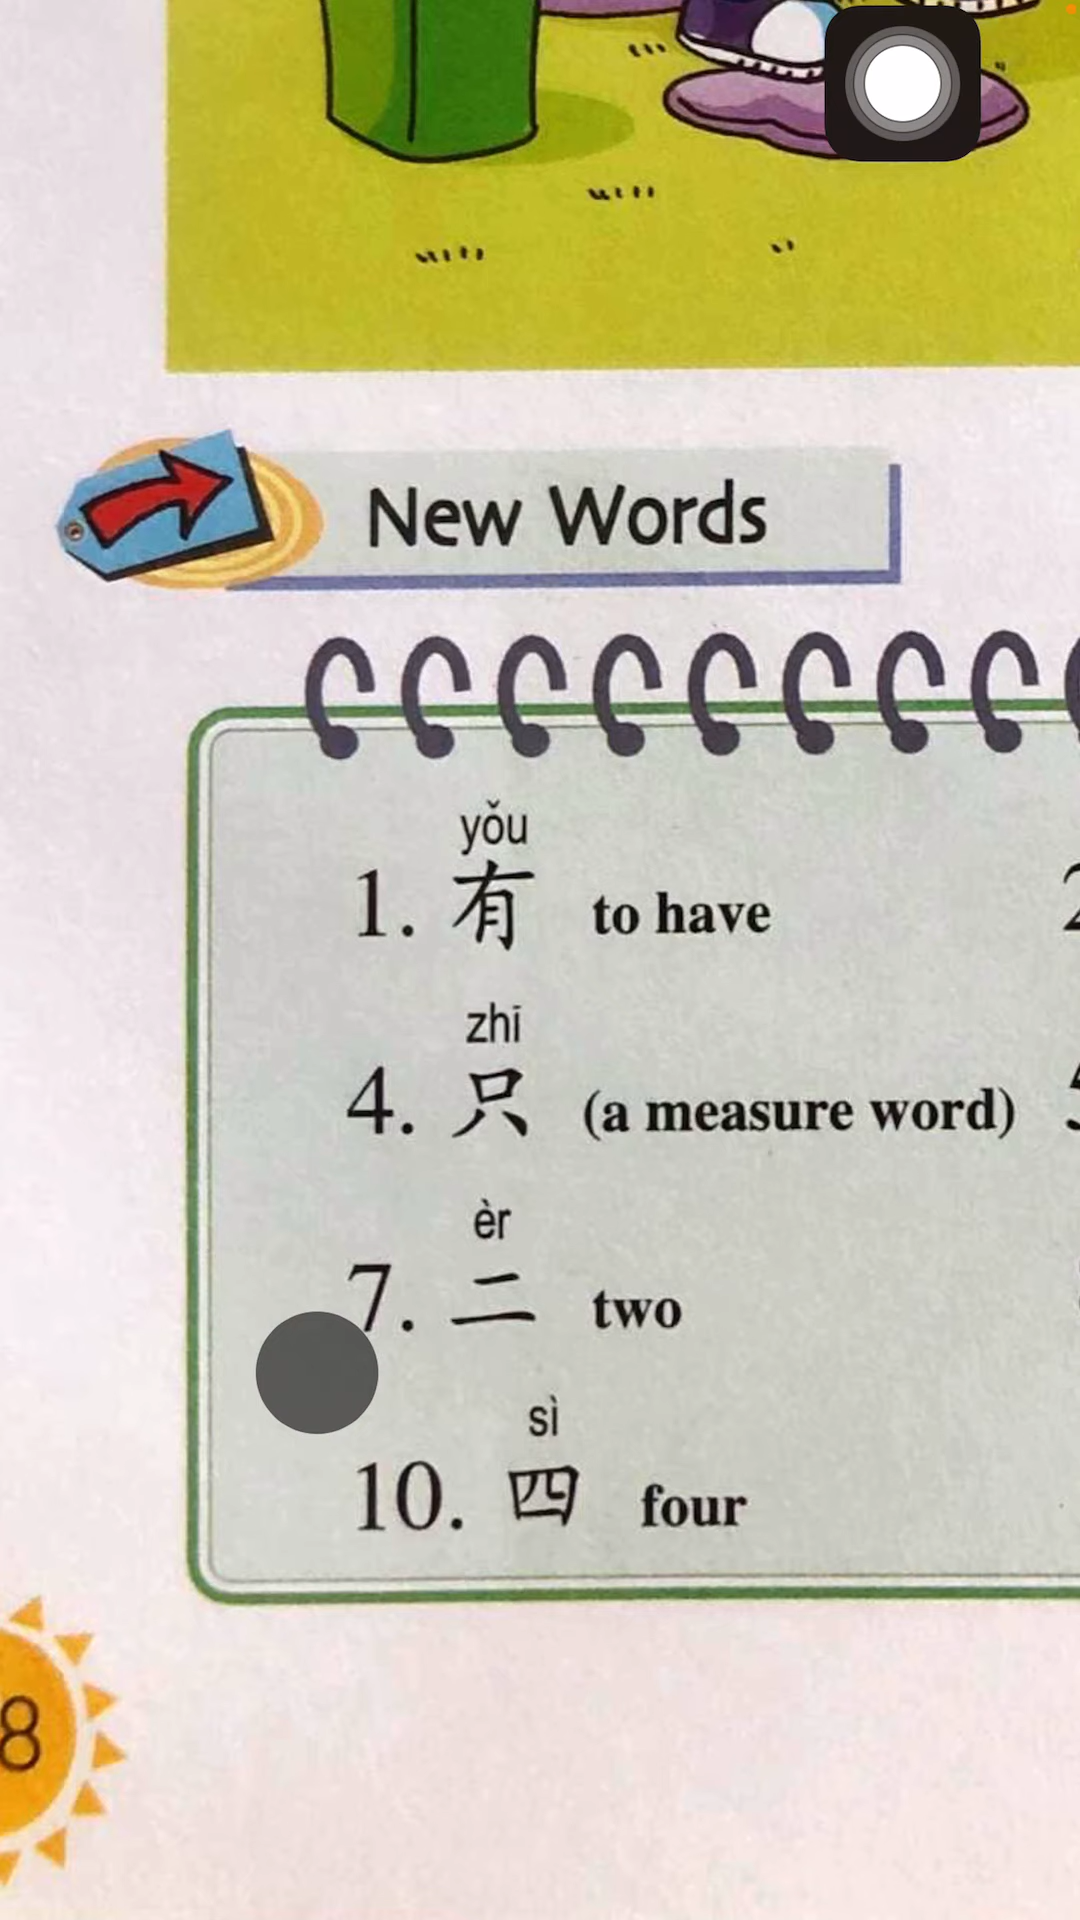 New Words
yǒu
1. 有 to have
zhī
4. 只 (a measure word)
èr
7. 二 two
sì
10. 四 four
8